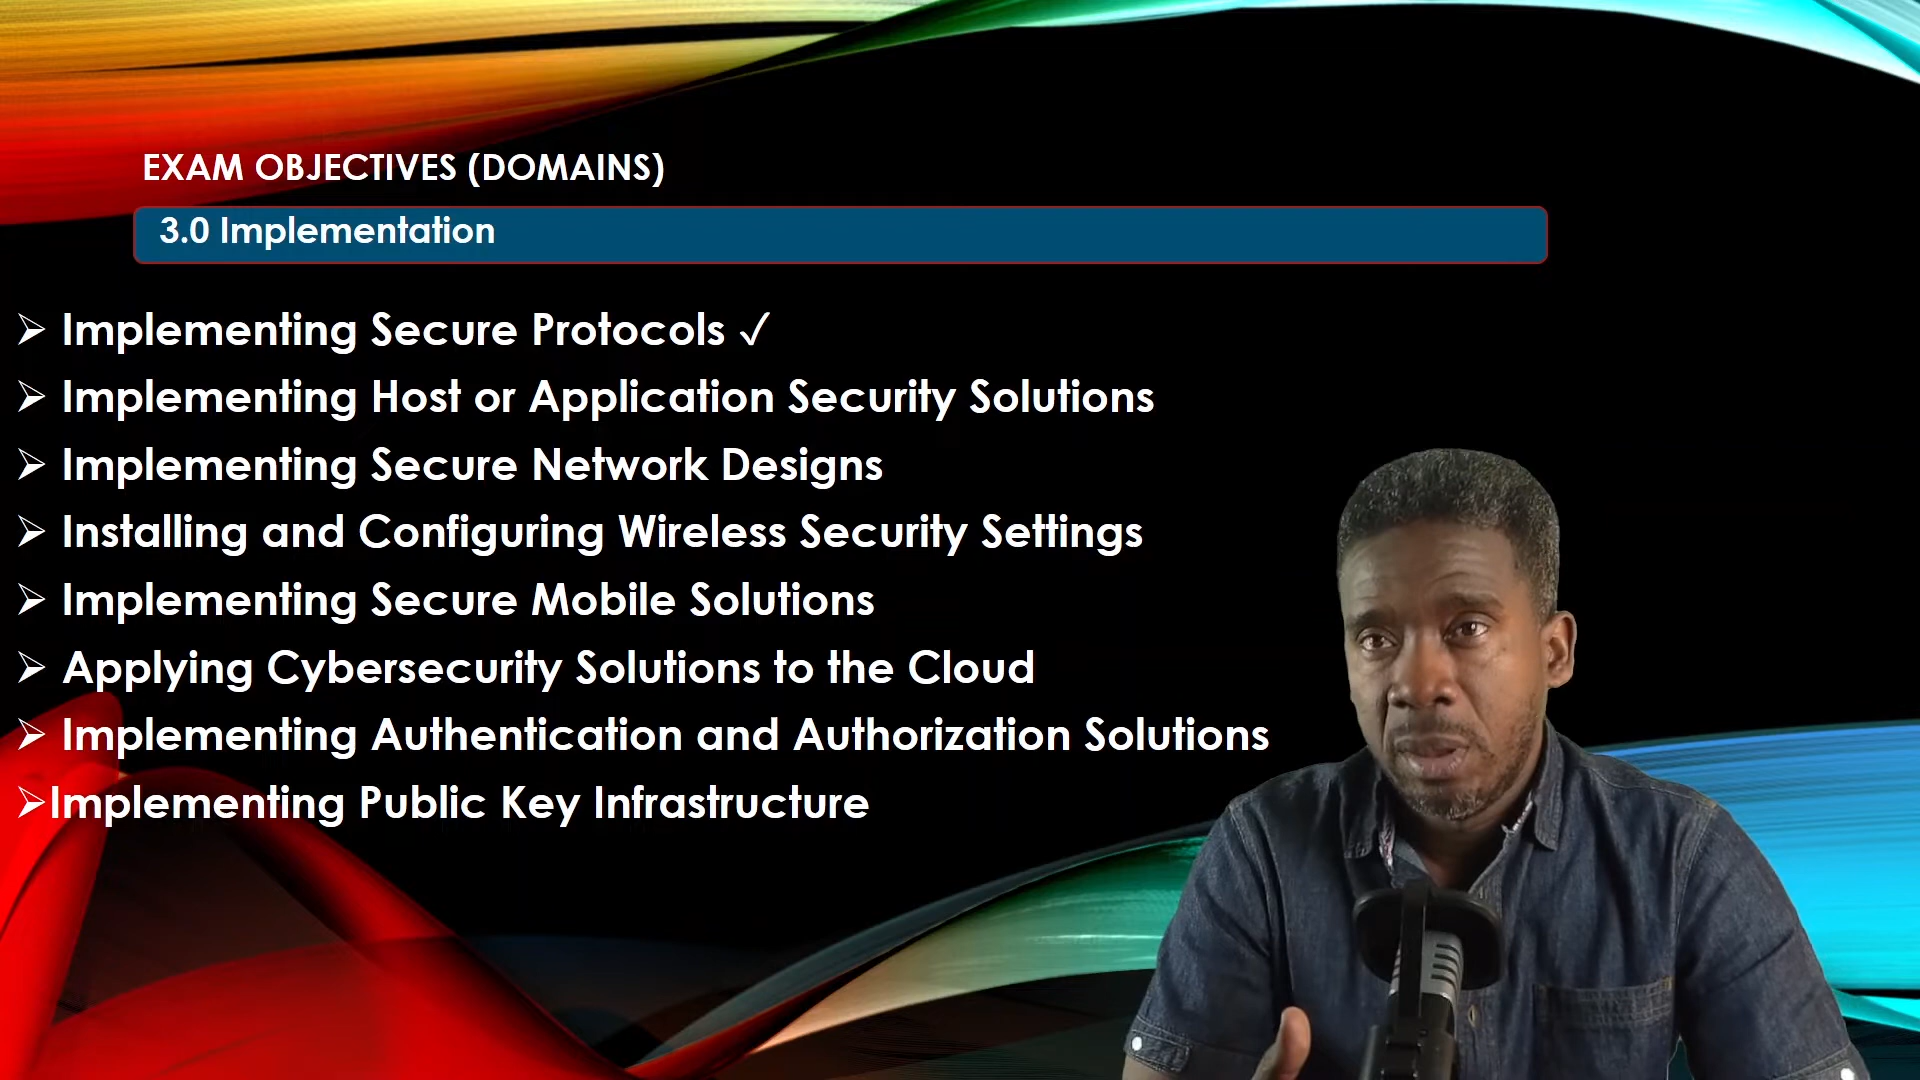 EXAM OBJECTIVES (DOMAINS)
3.0 Implementation
➢ Implementing Secure Protocols ✓
➢ Implementing Host or Application Security Solutions
➢ Implementing Secure Network Designs
➢ Installing and Configuring Wireless Security Settings
➢ Implementing Secure Mobile Solutions
➢ Applying Cybersecurity Solutions to the Cloud
➢ Implementing Authentication and Authorization Solutions
➢Implementing Public Key Infrastructure